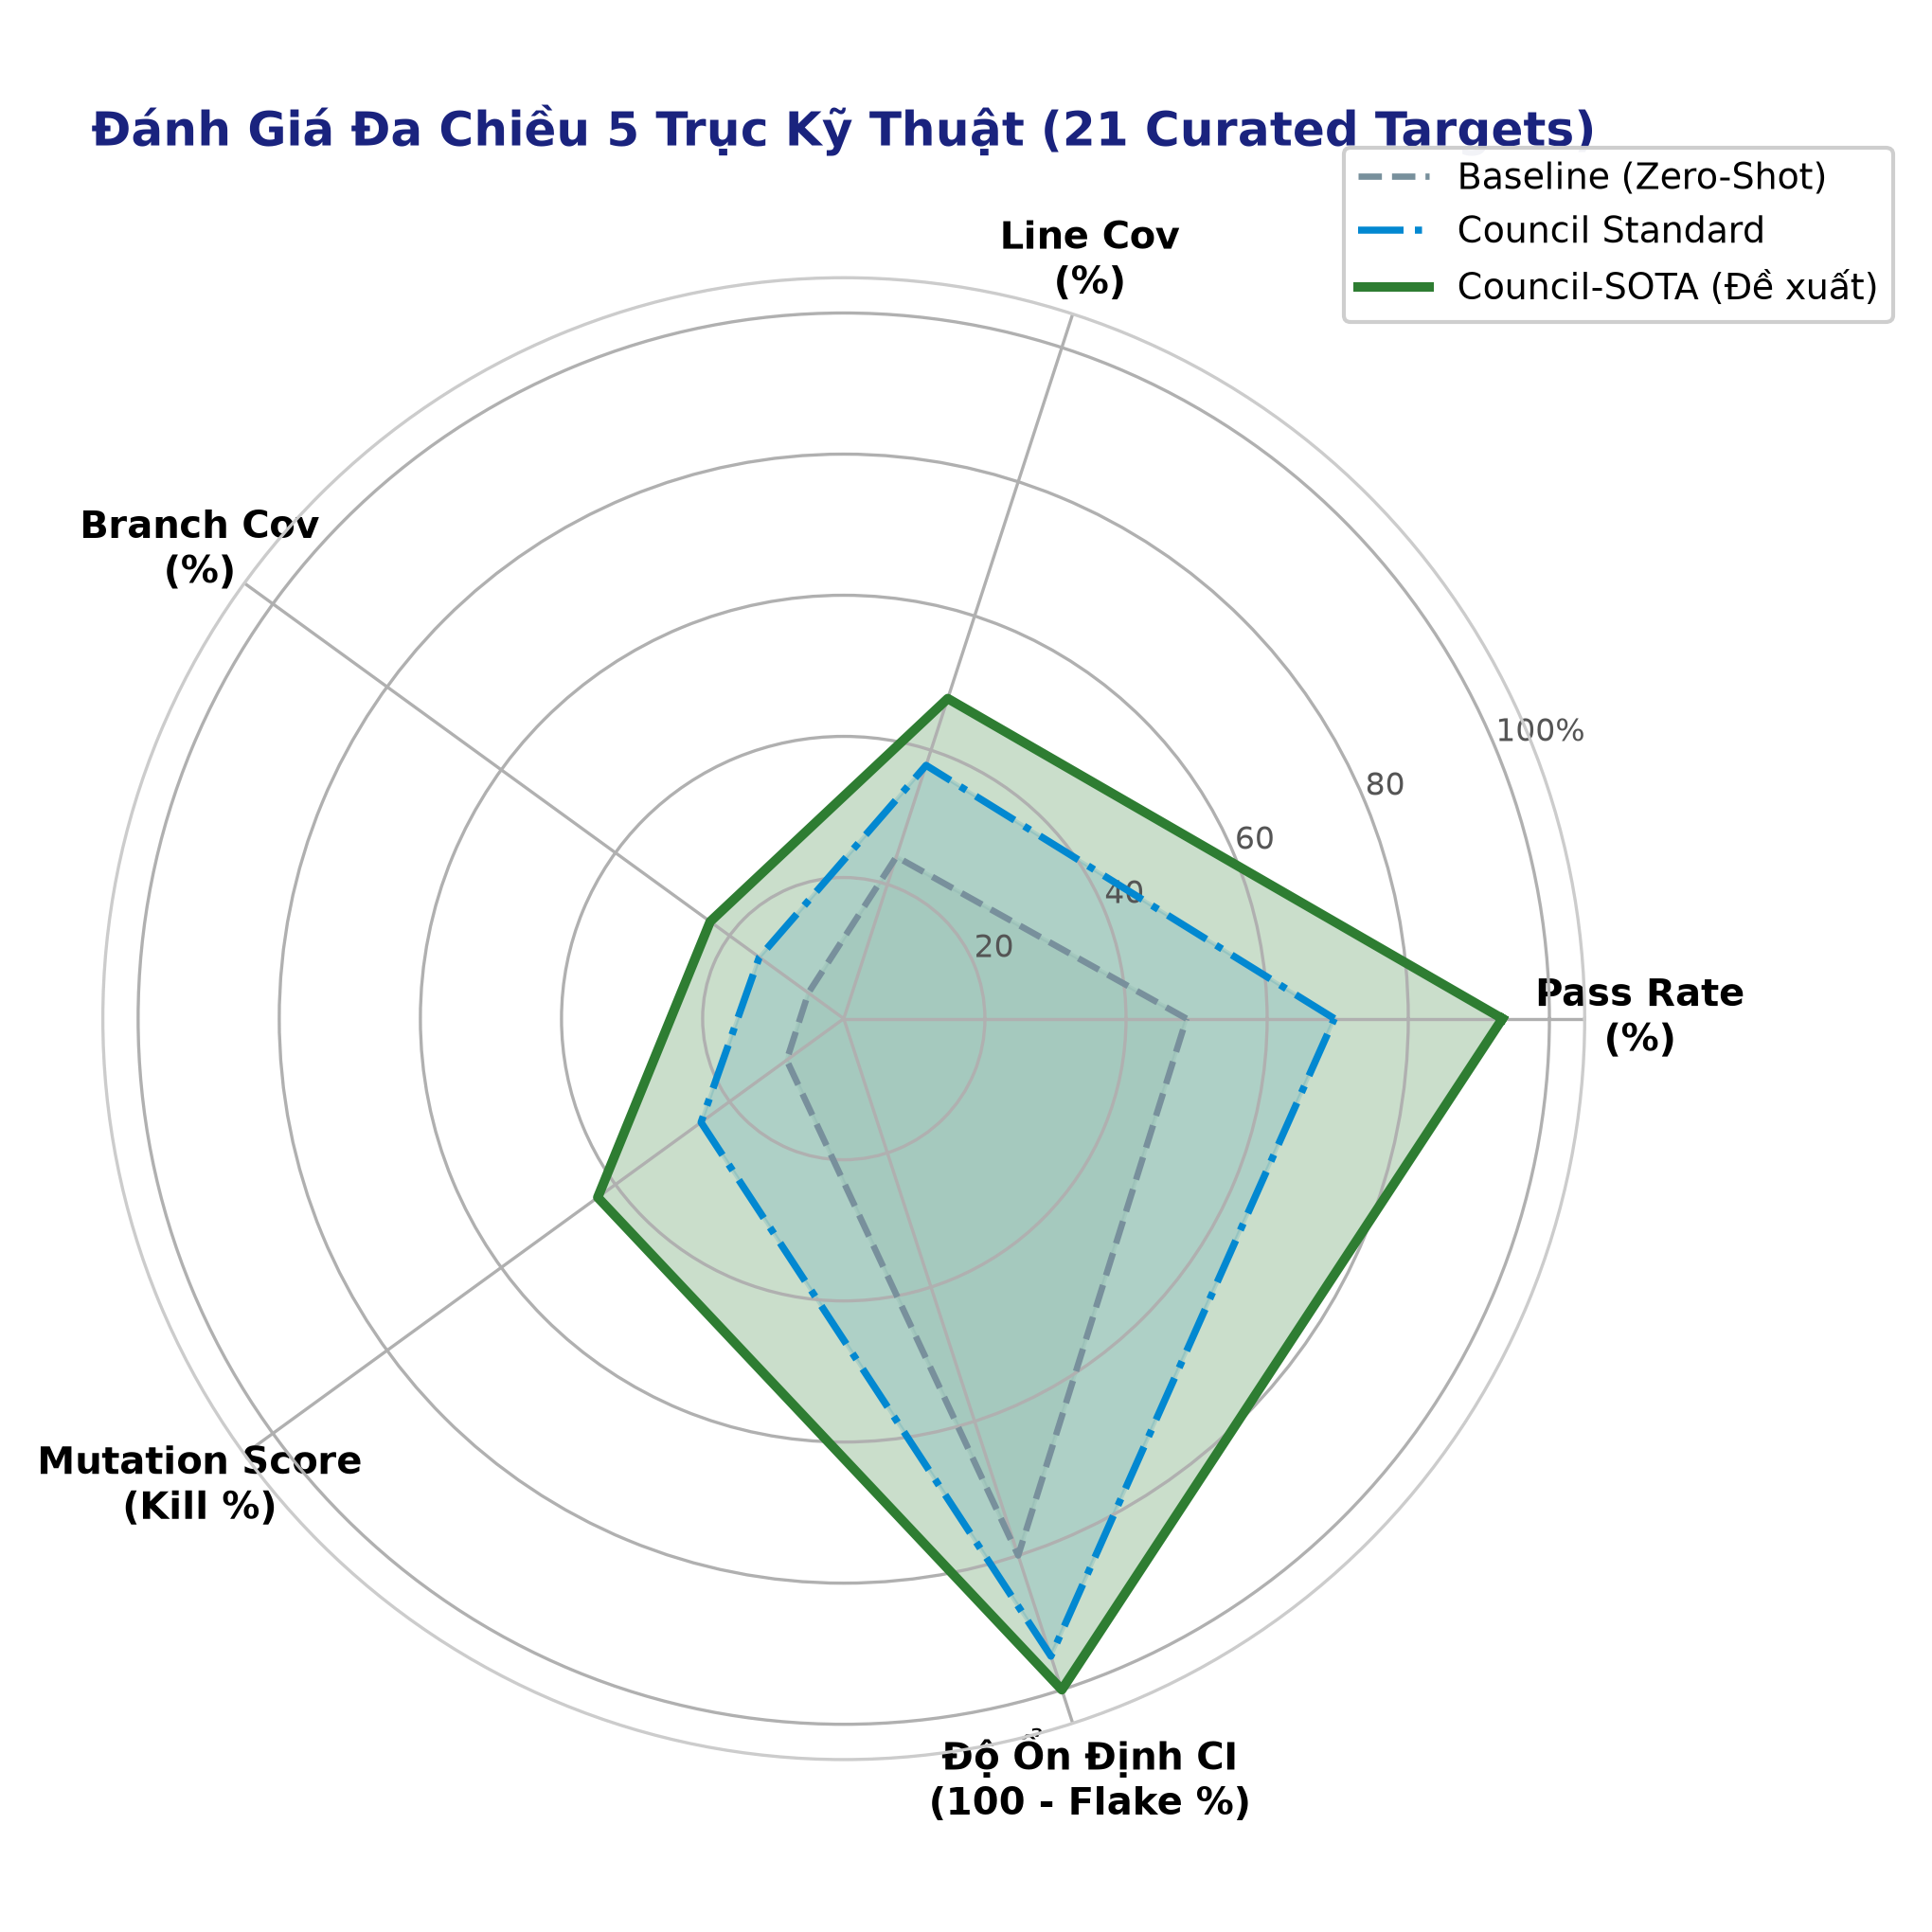 Đánh Giá Đa Chiều 5 Trục Kỹ Thuật (21 Curated Targets)
Baseline (Zero-Shot)
Council Standard
Council-SOTA (Đề xuất)
Line Cov
(%)
Branch Cov
(%)
100%
80
60
40
20
Pass Rate
(%)
Mutation Score
(Kill %)
Độ Ổn Định CI
(100 - Flake %)